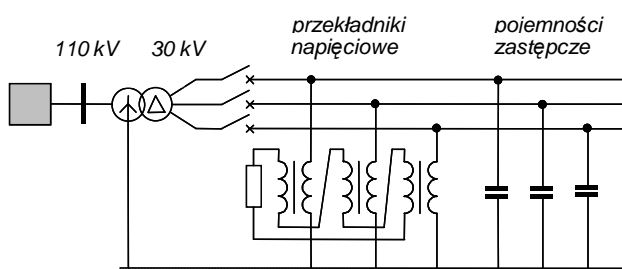 przekładniki
napięciowe
pojemności
zastępcze
110 kV
30 kV